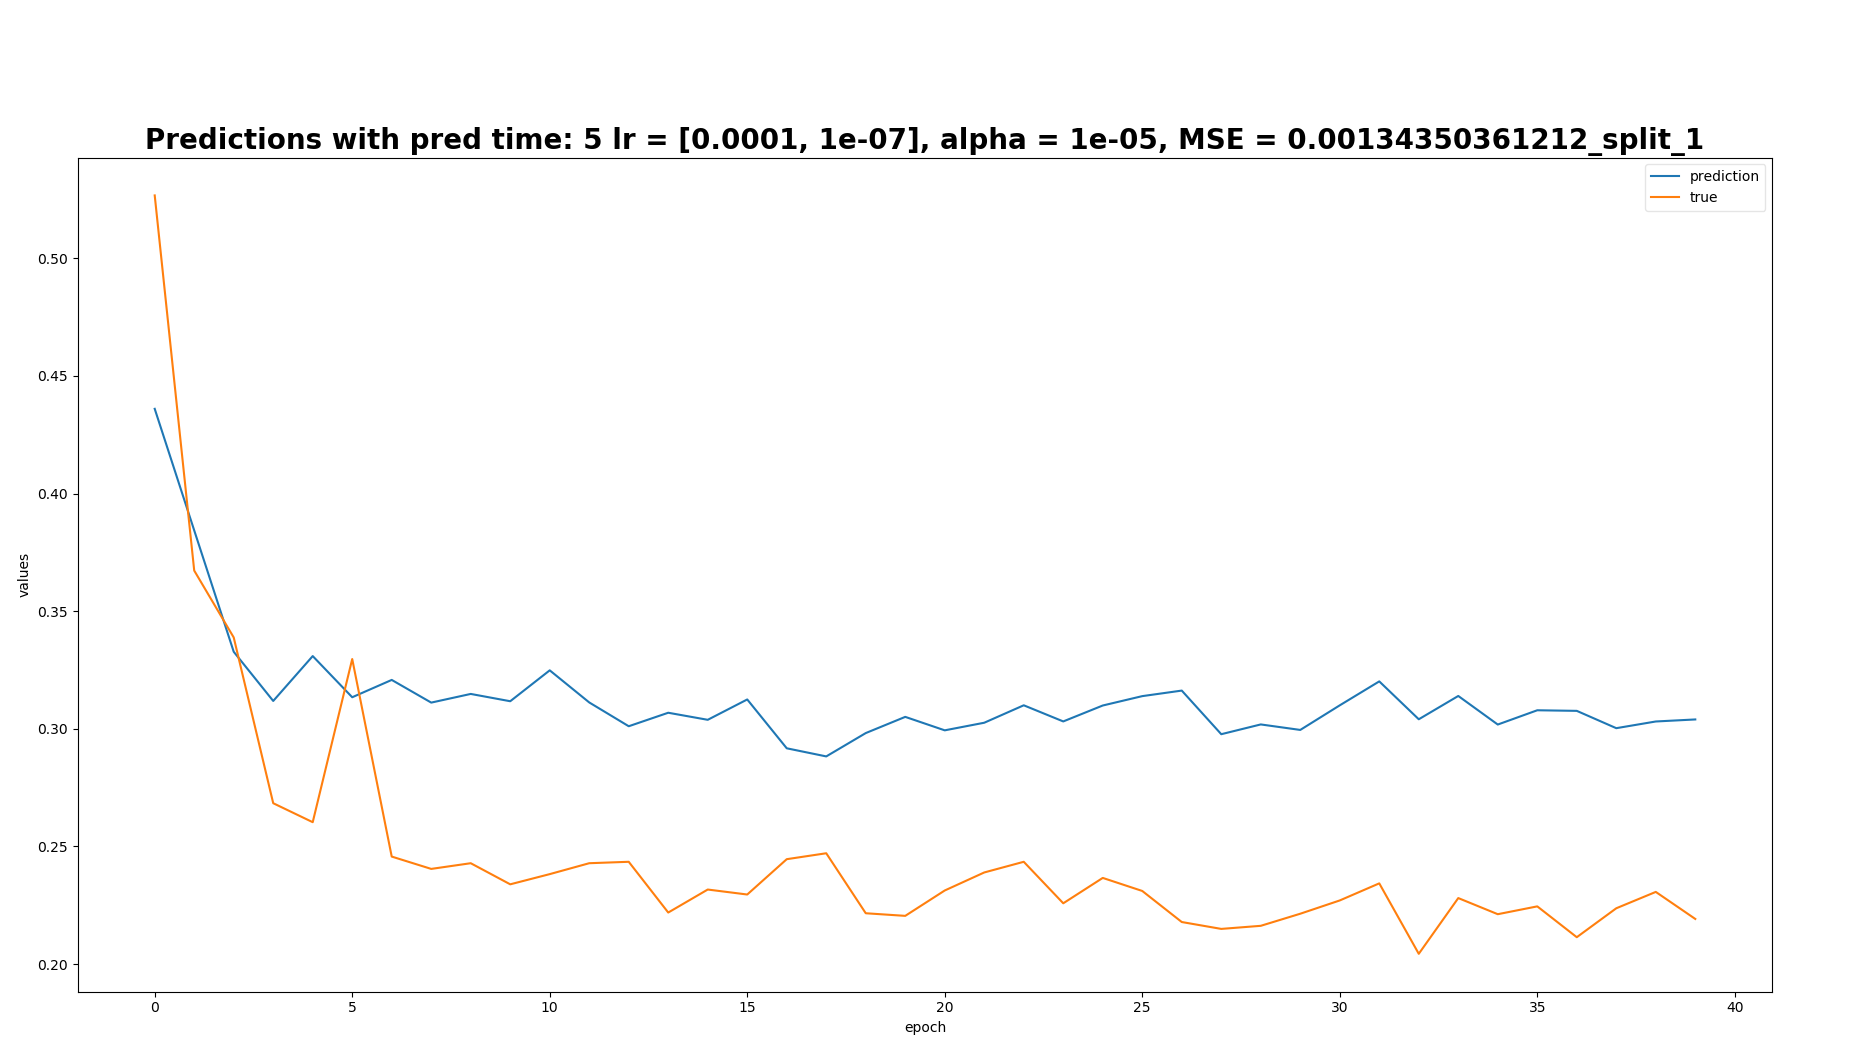 Predictions with pred time: 5 lr = [0.0001, 1e-07], alpha = 1e-05, MSE = 0.00134350361212_split_1
prediction
true
values
0.50
0.45
0.40
0.35
0.30
0.25
0.20
0 5 10 15 20 25 30 35 40
epoch